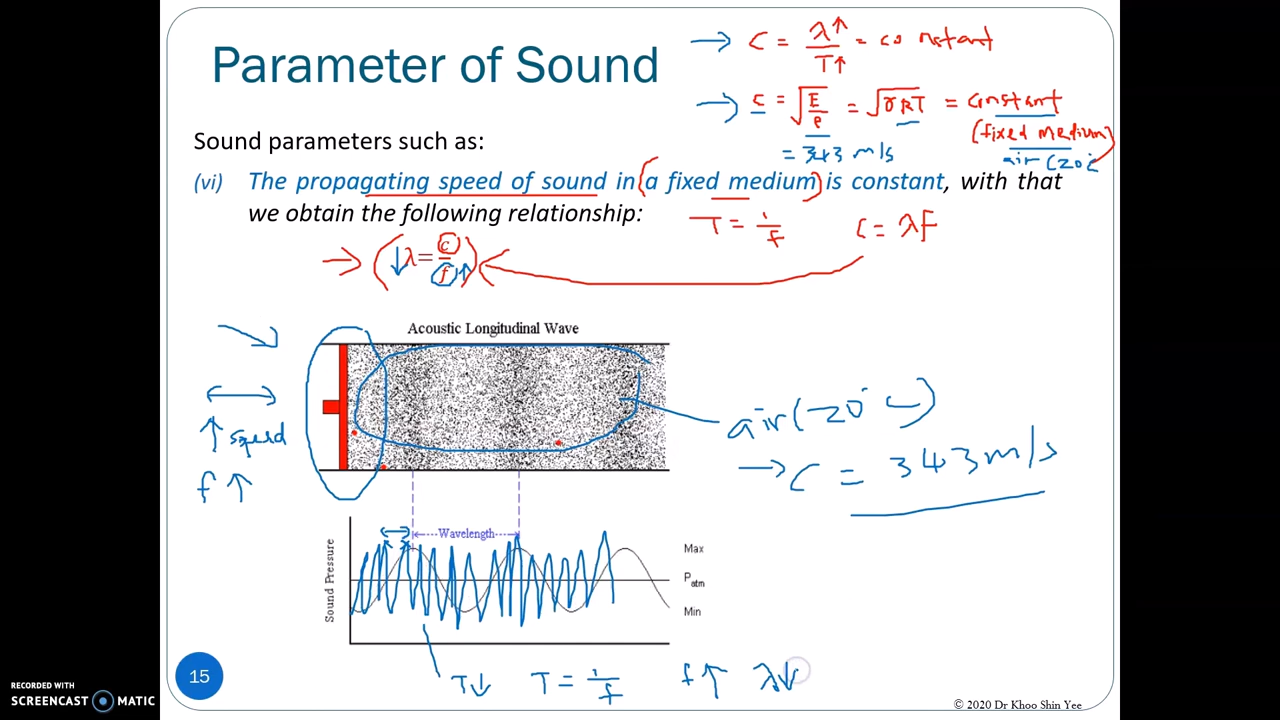 Parameter of Sound
→ C = λ↑/T↑ = constant
→ c = √(E/ρ) = √(γRT) = constant
(fixed medium)
= 343 m/s
air (20°C
Sound parameters such as:
(vi) The propagating speed of sound in (a fixed medium) is constant, with that
we obtain the following relationship:
T = 1/f
C = λf
→ (↓λ = c/f↑)
Acoustic Longitudinal Wave
↑ speed
f ↑
air (20°C)
→ C = 343 m/s
Wavelength
Sound Pressure
Max
Patm
Min
T↓ T = 1/f f↑ λ↓
15
RECORDED WITH
SCREENCAST MATIC
© 2020 Dr Khoo Shin Yee